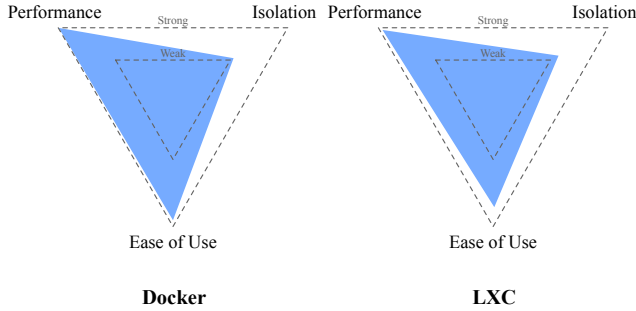 Performance
Isolation
Strong
Weak
Ease of Use
Docker
Performance
Isolation
Strong
Weak
Ease of Use
LXC